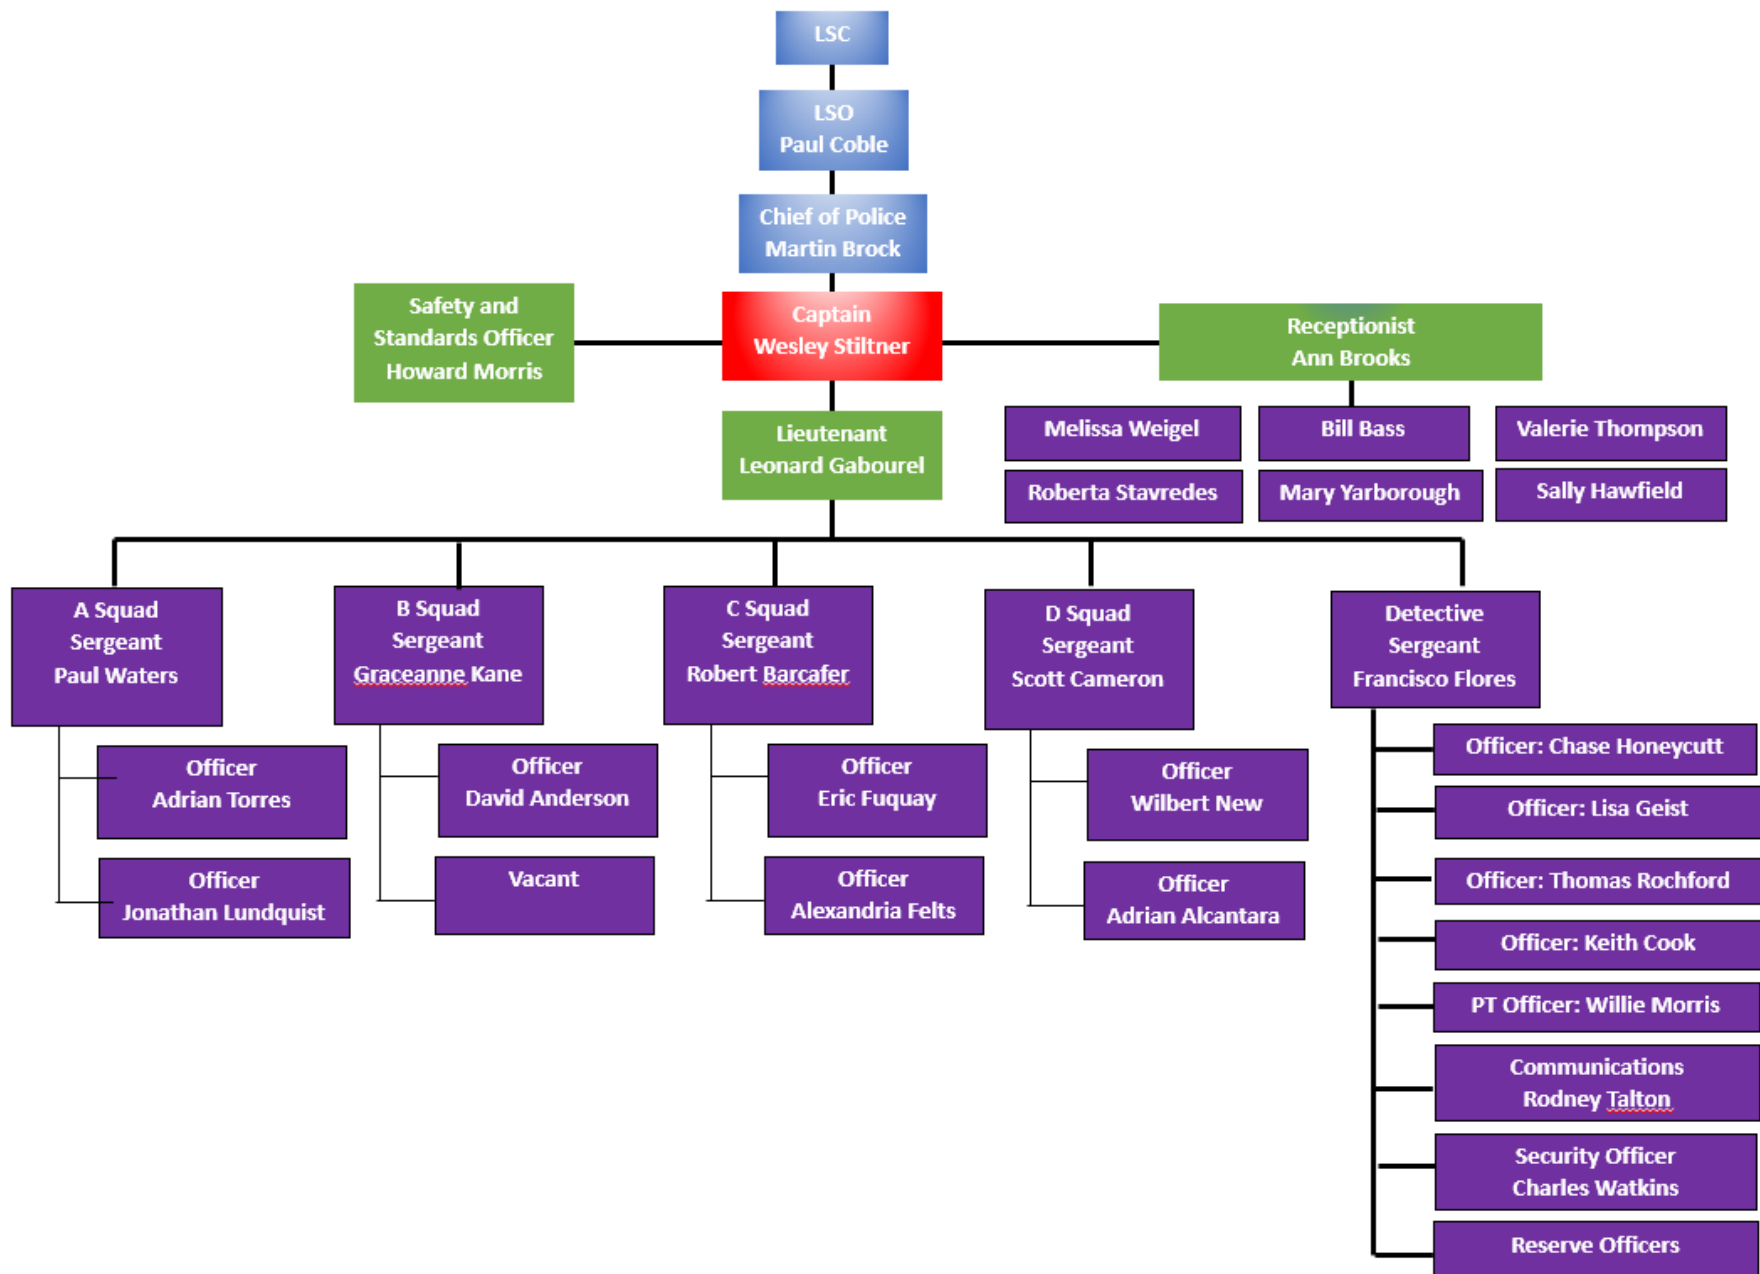 LSC
LSO
Paul Coble
Chief of Police
Martin Brock
Safety and
Standards Officer
Howard Morris
Captain
Wesley Stiltner
Receptionist
Ann Brooks
Lieutenant
Leonard Gabourel
Melissa Weigel
Bill Bass
Valerie Thompson
Roberta Stavredes
Mary Yarborough
Sally Hawfield
A Squad
Sergeant
Paul Waters
B Squad
Sergeant
Graceanne Kane
C Squad
Sergeant
Robert Barcafer
D Squad
Sergeant
Scott Cameron
Detective
Sergeant
Francisco Flores
Officer
Adrian Torres
Officer
Jonathan Lundquist
Officer
David Anderson
Vacant
Officer
Eric Fuquay
Officer
Alexandria Felts
Officer
Wilbert New
Officer
Adrian Alcantara
Officer: Chase Honeycutt
Officer: Lisa Geist
Officer: Thomas Rochford
Officer: Keith Cook
PT Officer: Willie Morris
Communications
Rodney Talton
Security Officer
Charles Watkins
Reserve Officers